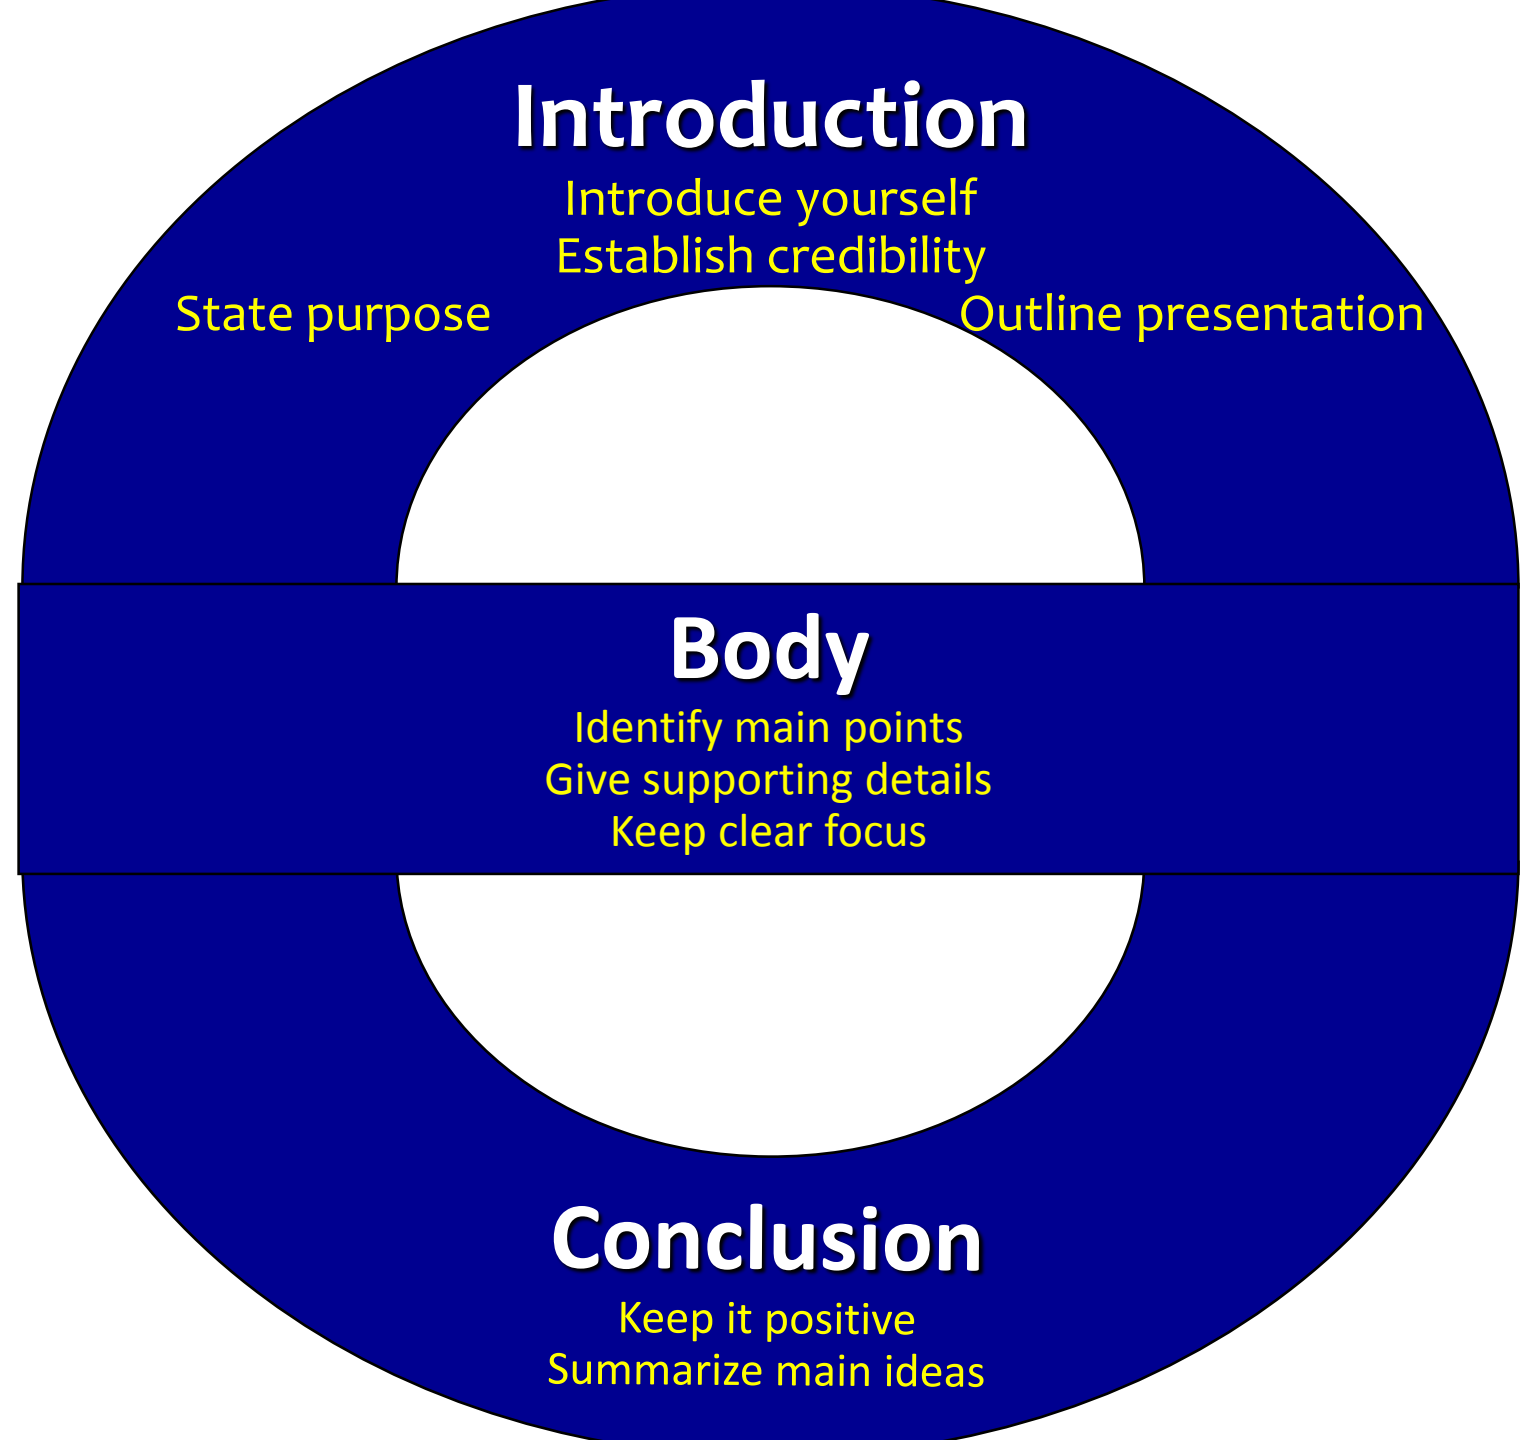 Introduction
Introduce yourself
Establish credibility
State purpose Outline presentation
Body
Identify main points
Give supporting details
Keep clear focus
Conclusion
Keep it positive
Summarize main ideas